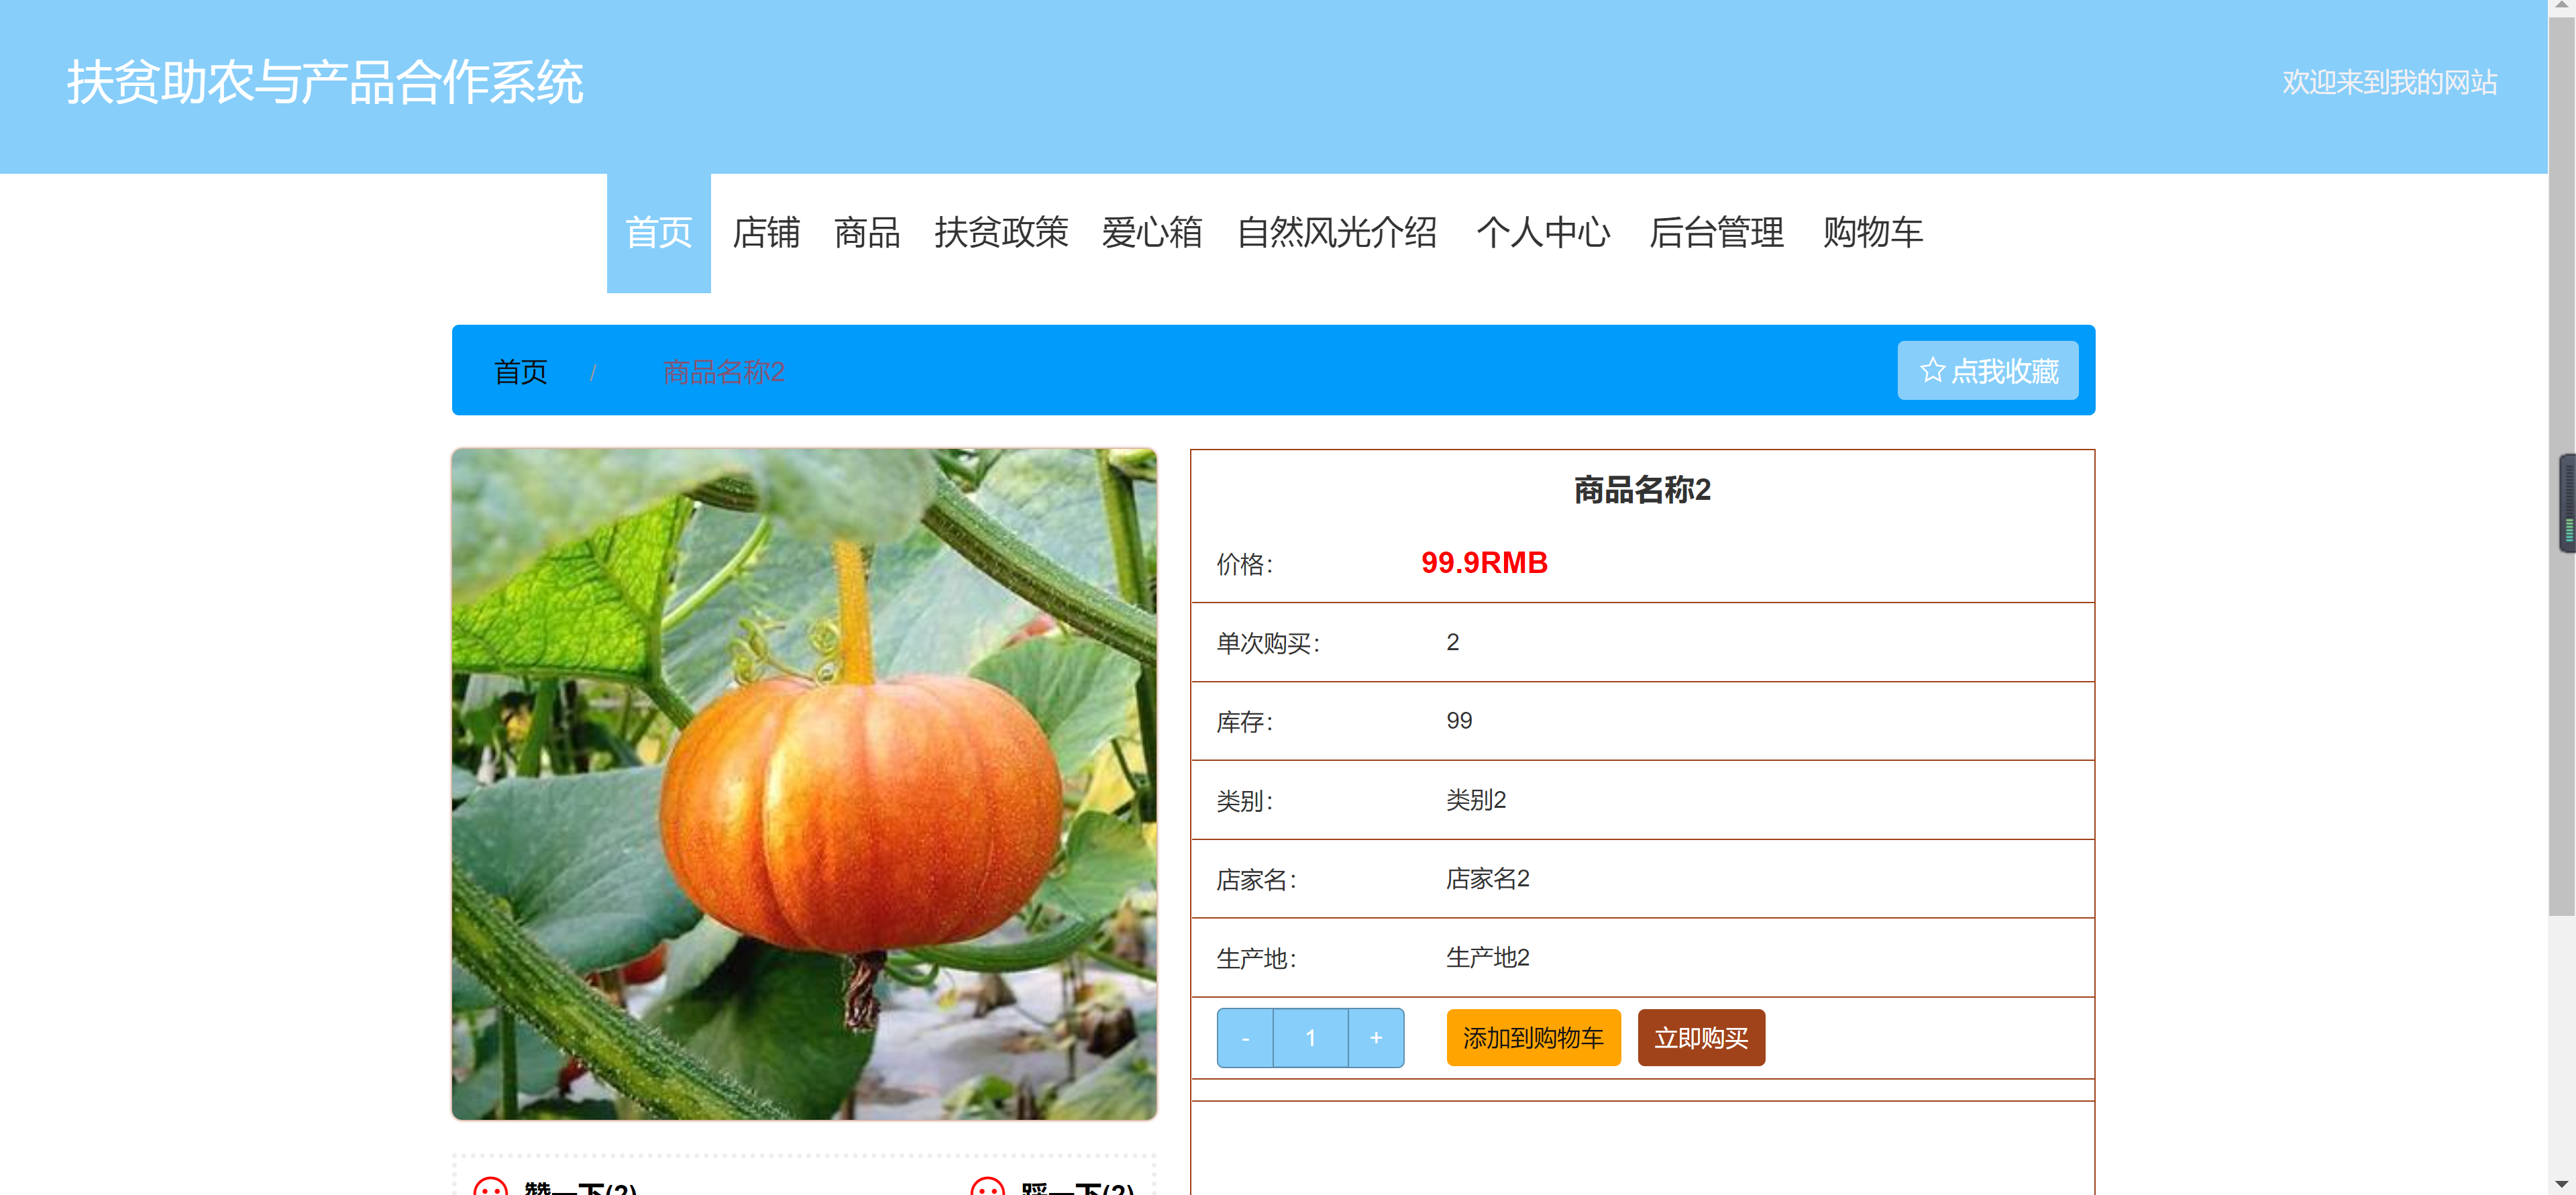 扶贫助农与产品合作系统
欢迎来到我的网站
首页 店铺 商品 扶贫政策 爱心箱 自然风光介绍 个人中心 后台管理 购物车
首页 / 商品名称2
点我收藏
商品名称2
价格： 99.9RMB
单次购买： 2
库存： 99
类别： 类别2
店家名： 店家名2
生产地： 生产地2
- 1 + 添加到购物车 立即购买
赞一下(2) 踩一下(2)